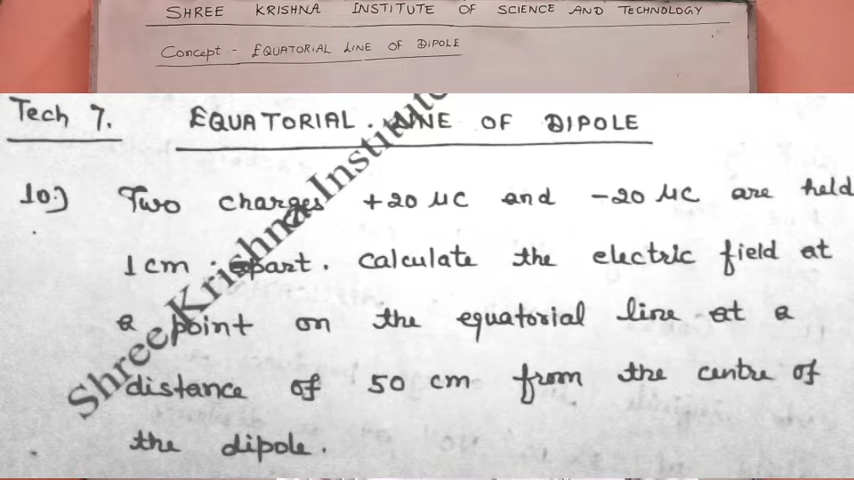 SHREE KRISHNA INSTITUTE OF SCIENCE AND TECHNOLOGY
Concept - EQUATORIAL LINE OF DIPOLE
Tech 7. EQUATORIAL LINE OF DIPOLE
10.) Two charges +20 μC and -20 μC are held
1 cm apart. Calculate the electric field at
a point on the equatorial line at a
distance of 50 cm from the centre of
the dipole.
Shree Krishna Institute